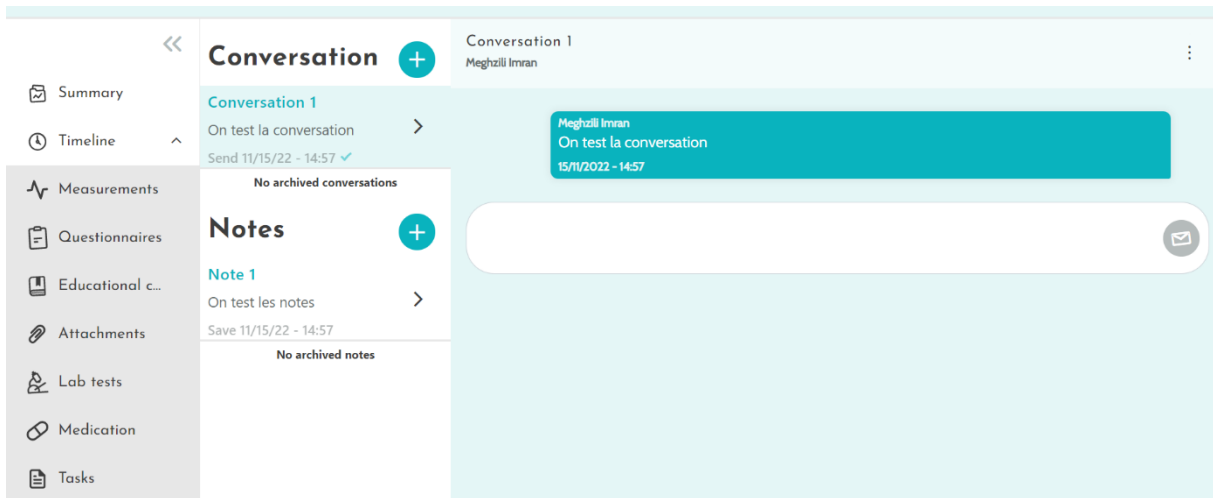 Summary
Timeline
Measurements
Questionnaires
Educational c...
Attachments
Lab tests
Medication
Tasks
Conversation
Conversation 1
On test la conversation
Send 11/15/22 - 14:57
No archived conversations
Notes
Note 1
On test les notes
Save 11/15/22 - 14:57
No archived notes
Conversation 1
Meghzili Imran
Meghzili Imran
On test la conversation
15/11/2022 - 14:57